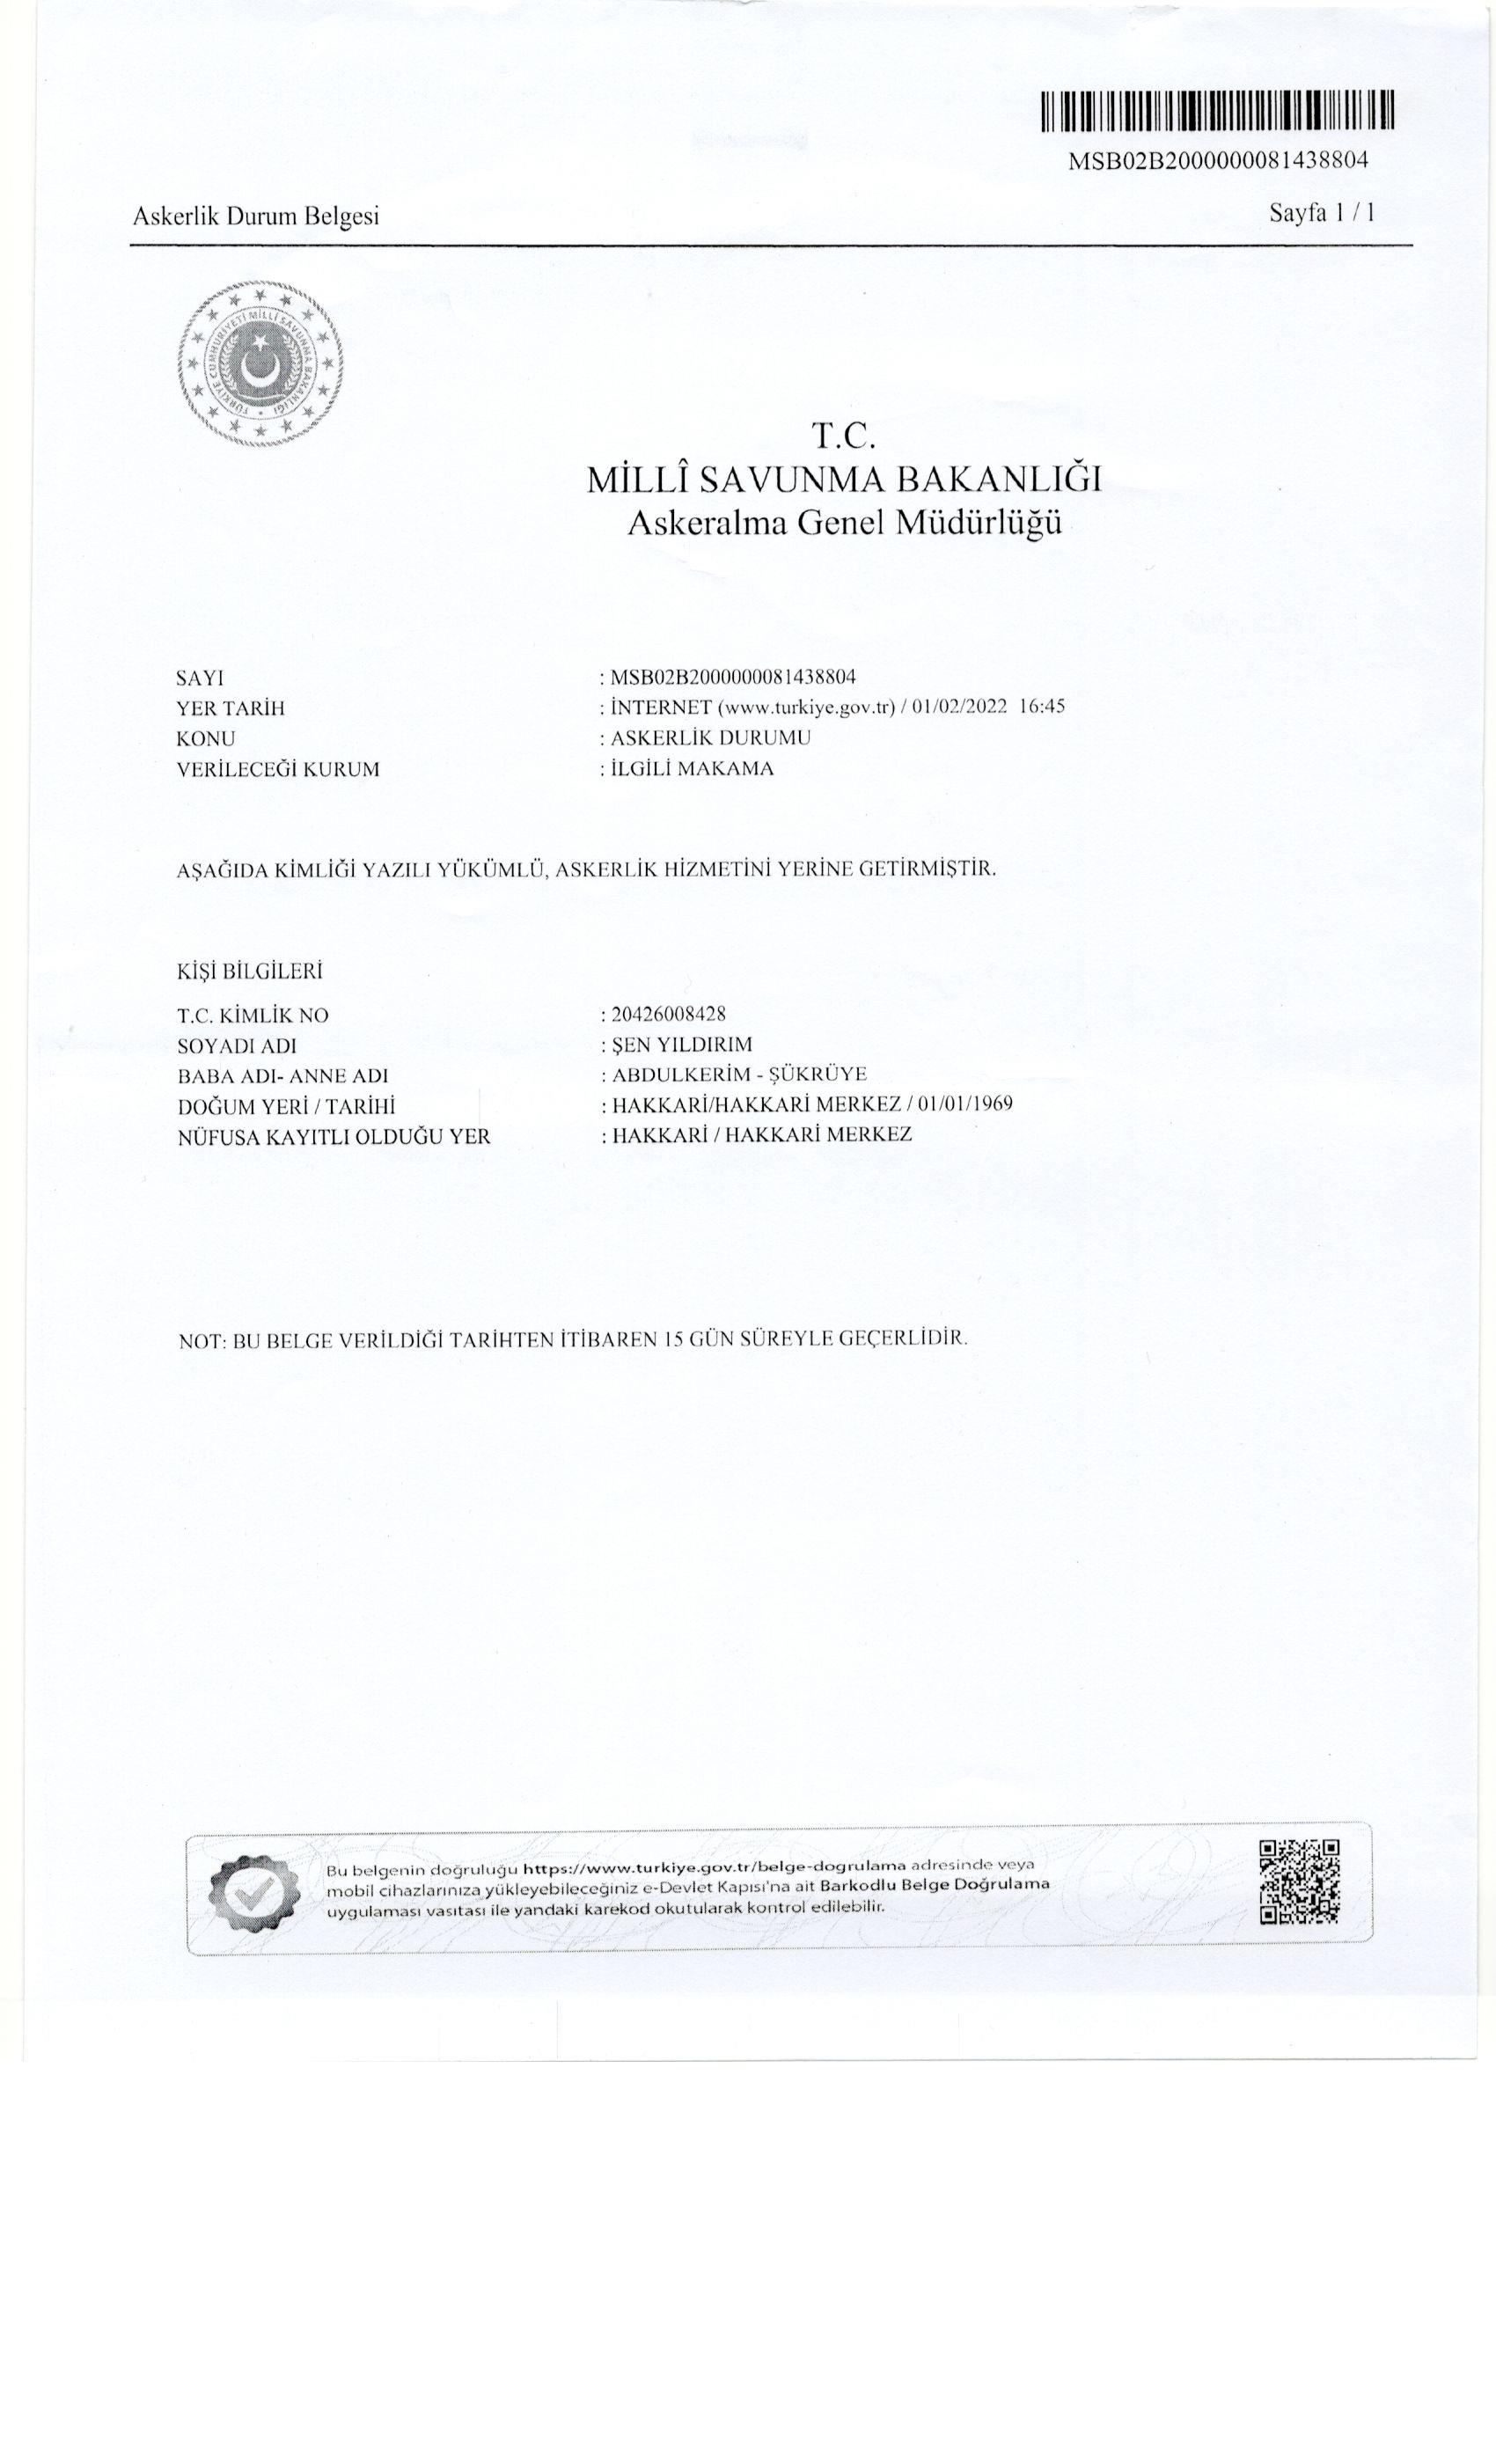 MSB02B2000000081438804
Askerlik Durum Belgesi Sayfa 1 / 1
TÜRKİYE CUMHURİYETİ MİLLİ SAVUNMA BAKANLIĞI
T.C.
MİLLÎ SAVUNMA BAKANLIĞI
Askeralma Genel Müdürlüğü
SAYI : MSB02B2000000081438804
YER TARİH : İNTERNET (www.turkiye.gov.tr) / 01/02/2022 16:45
KONU : ASKERLİK DURUMU
VERİLECEĞİ KURUM : İLGİLİ MAKAMA
AŞAĞIDA KİMLİĞİ YAZILI YÜKÜMLÜ, ASKERLİK HİZMETİNİ YERİNE GETİRMİŞTİR.
KİŞİ BİLGİLERİ
T.C. KİMLİK NO : 20426008428
SOYADI ADI : ŞEN YILDIRIM
BABA ADI- ANNE ADI : ABDULKERİM - ŞÜKRÜYE
DOĞUM YERİ / TARİHİ : HAKKARİ/HAKKARİ MERKEZ / 01/01/1969
NÜFUSA KAYITLI OLDUĞU YER : HAKKARİ / HAKKARİ MERKEZ
NOT: BU BELGE VERİLDİĞİ TARİHTEN İTİBAREN 15 GÜN SÜREYLE GEÇERLİDİR.
Bu belgenin doğruluğu https://www.turkiye.gov.tr/belge-dogrulama adresinde veya
mobil cihazlarınıza yükleyebileceğiniz e-Devlet Kapısı'na ait Barkodlu Belge Doğrulama
uygulaması vasıtası ile yandaki karekod okutularak kontrol edilebilir.